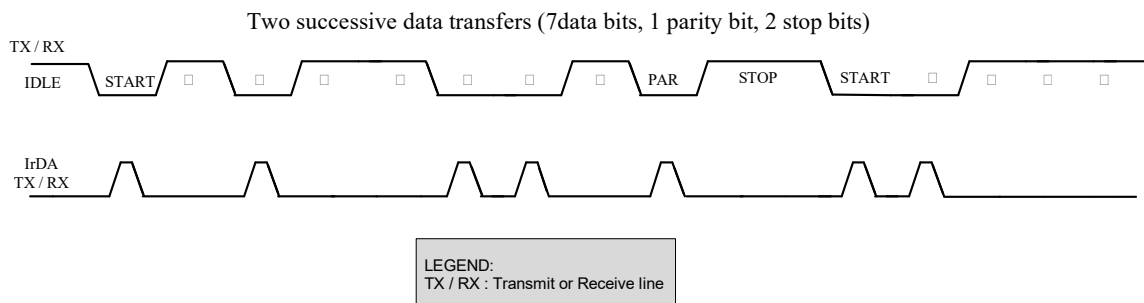 Two successive data transfers (7data bits, 1 parity bit, 2 stop bits)
TX / RX
IDLE START PAR STOP START
IrDA
TX / RX
LEGEND:
TX / RX : Transmit or Receive line